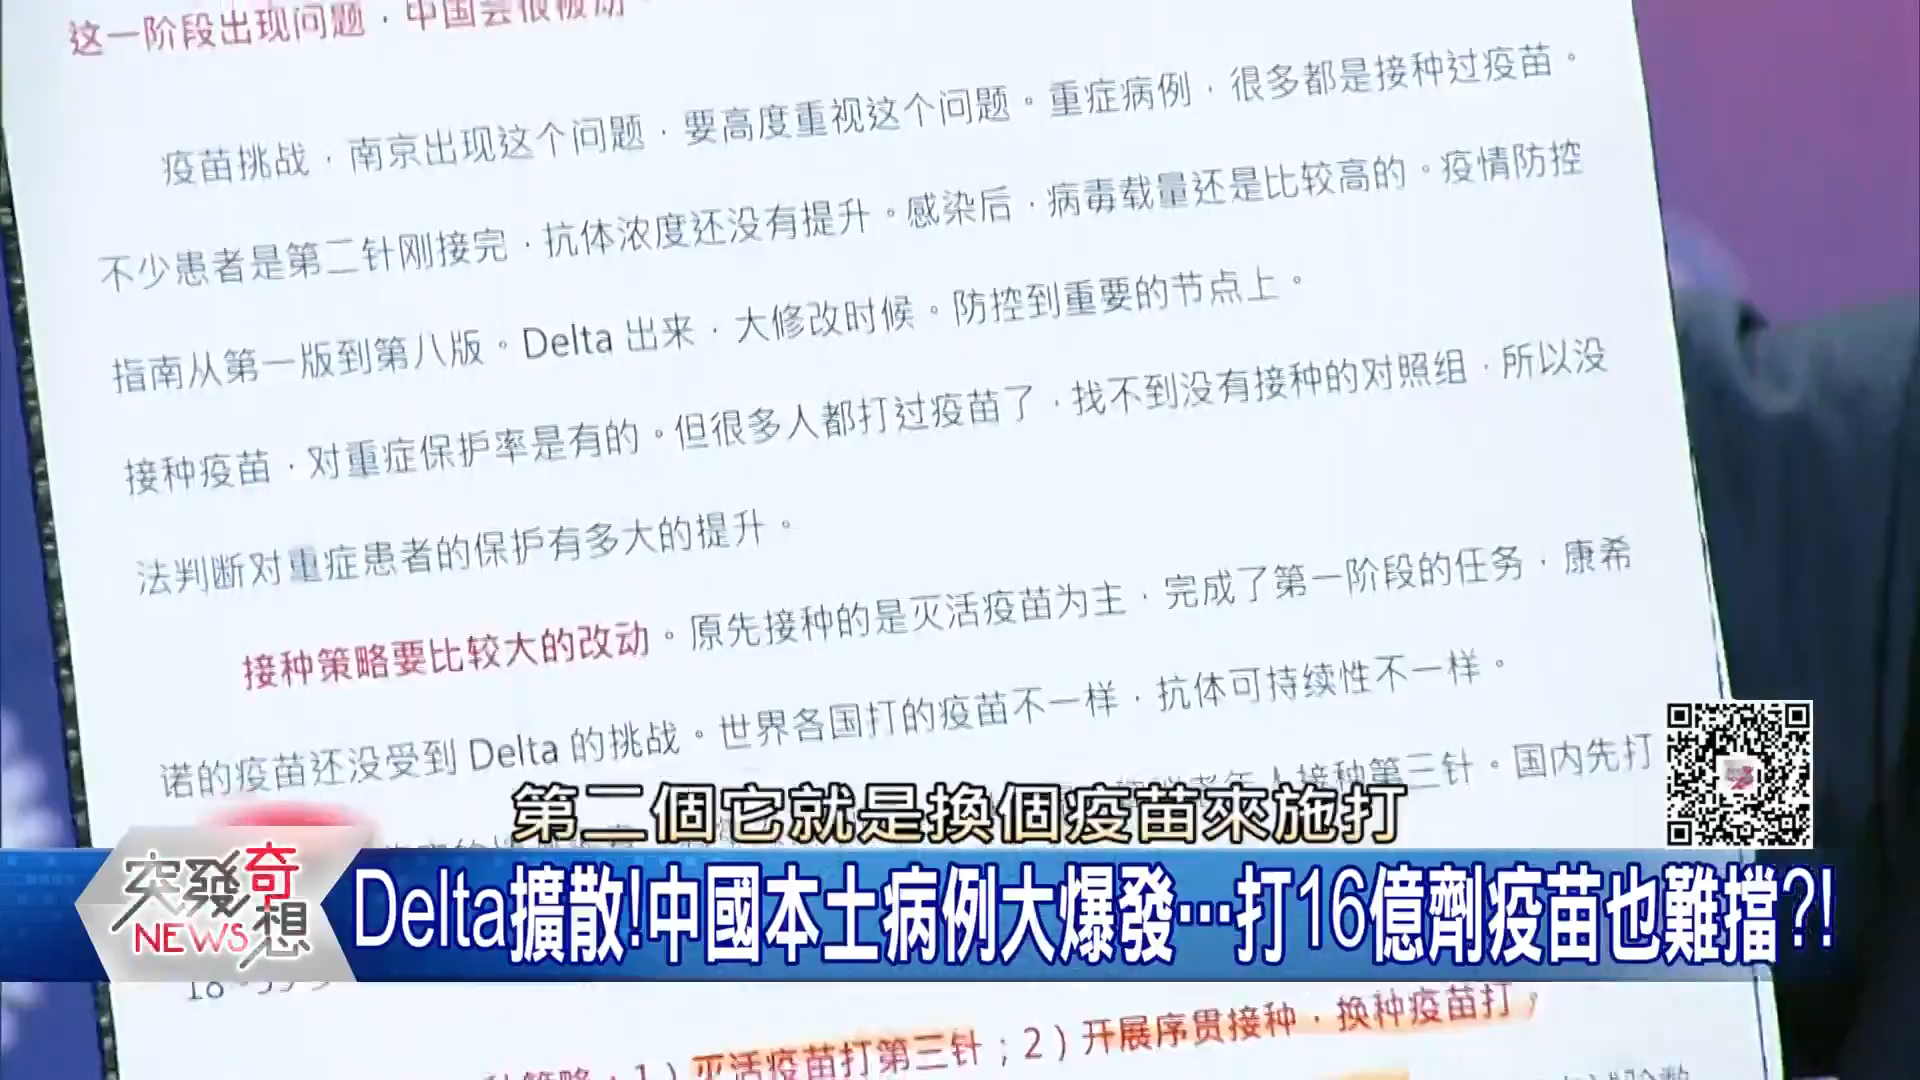 这一阶段出现问题，中国会很被动
疫苗挑战，南京出现这个问题，要高度重视这个问题。重症病例，很多都是接种过疫苗。
不少患者是第二针刚接完，抗体浓度还没有提升。感染后，病毒载量还是比较高的。疫情防控
指南从第一版到第八版。Delta 出来，大修改时候。防控到重要的节点上。
接种疫苗，对重症保护率是有的。但很多人都打过疫苗了，找不到没有接种的对照组，所以没
法判断对重症患者的保护有多大的提升。
接种策略要比较大的改动。原先接种的是灭活疫苗为主，完成了第一阶段的任务，康希
诺的疫苗还没受到 Delta 的挑战。世界各国打的疫苗不一样，抗体可持续性不一样。
老年人接种第三针。国内先打
第二個它就是換個疫苗來施打
突發奇想
NEWS
Delta擴散!中國本土病例大爆發…打16億劑疫苗也難擋?!
1）灭活疫苗打第三针；2）开展序贯接种，换种疫苗打，